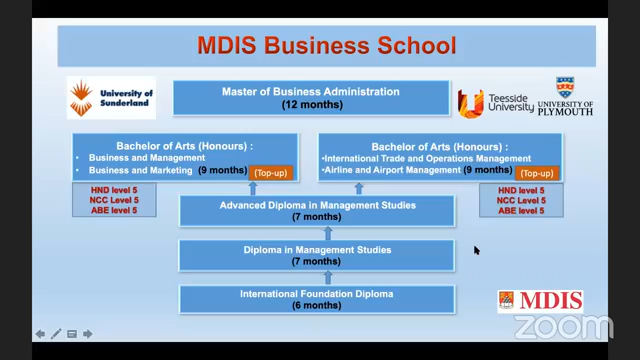 MDIS Business School
University of
Sunderland
Master of Business Administration
(12 months)
Teesside
University
UNIVERSITY OF
PLYMOUTH
Bachelor of Arts (Honours) :
• Business and Management
• Business and Marketing (9 months)
(Top-up)
Bachelor of Arts (Honours) :
•International Trade and Operations Management
•Airline and Airport Management (9 months)
(Top-up)
HND level 5
NCC Level 5
ABE level 5
HND level 5
NCC Level 5
ABE level 5
Advanced Diploma in Management Studies
(7 months)
Diploma in Management Studies
(7 months)
International Foundation Diploma
(6 months)
MDIS
zoom